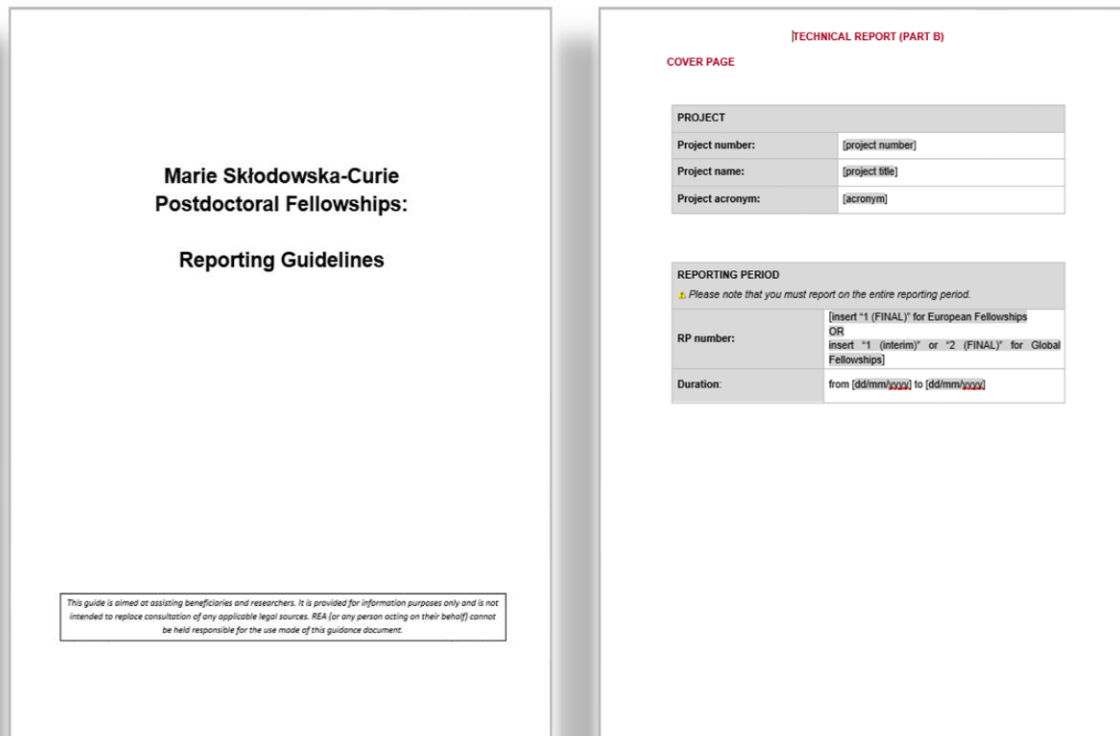 Marie Skłodowska-Curie
Postdoctoral Fellowships:
Reporting Guidelines
This guide is aimed at assisting beneficiaries and researchers. It is provided for information purposes only and is not
intended to replace consultation of any applicable legal sources. REA (or any person acting on their behalf) cannot
be held responsible for the use made of this guidance document.
TECHNICAL REPORT (PART B)
COVER PAGE
PROJECT
Project number: [project number]
Project name: [project title]
Project acronym: [acronym]
REPORTING PERIOD
Please note that you must report on the entire reporting period.
RP number: [insert “1 (FINAL)” for European Fellowships
OR
insert “1 (interim)” or “2 (FINAL)” for Global
Fellowships]
Duration: from [dd/mm/yyyy] to [dd/mm/yyyy]